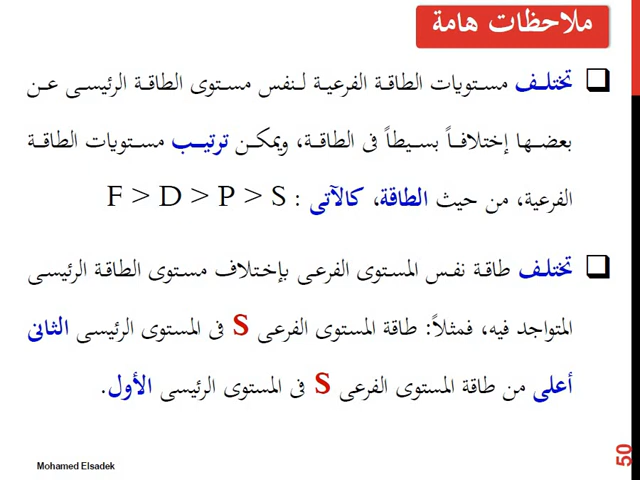 ملاحظات هامة
تختلف مستويات الطاقة الفرعية لنفس مستوى الطاقة الرئيسى عن
بعضها إختلافاً بسيطاً فى الطاقة، ويمكن ترتيب مستويات الطاقة
الفرعية، من حيث الطاقة، كالآتى : F > D > P > S
تختلف طاقة نفس المستوى الفرعى بإختلاف مستوى الطاقة الرئيسى
المتواجد فيه، فمثلاً: طاقة المستوى الفرعى S فى المستوى الرئيسى الثانى
أعلى من طاقة المستوى الفرعى S فى المستوى الرئيسى الأول.
Mohamed Elsadek
50